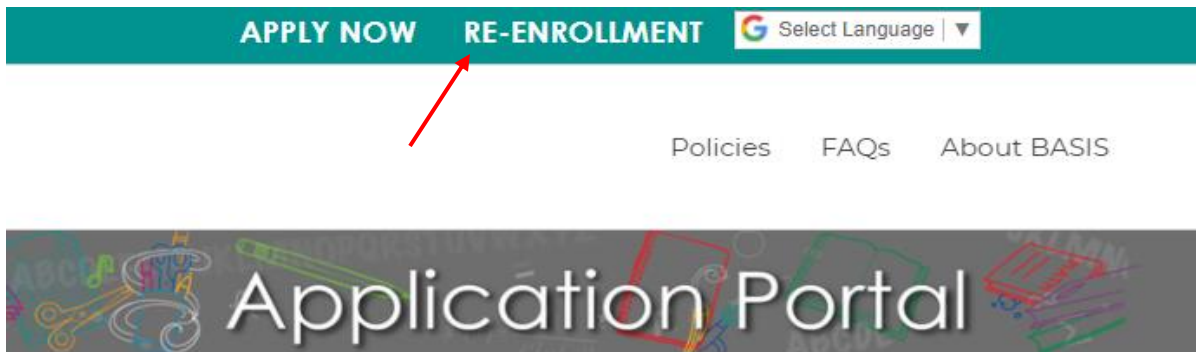 APPLY NOW RE-ENROLLMENT Select Language ▼
Policies FAQs About BASIS
Application Portal